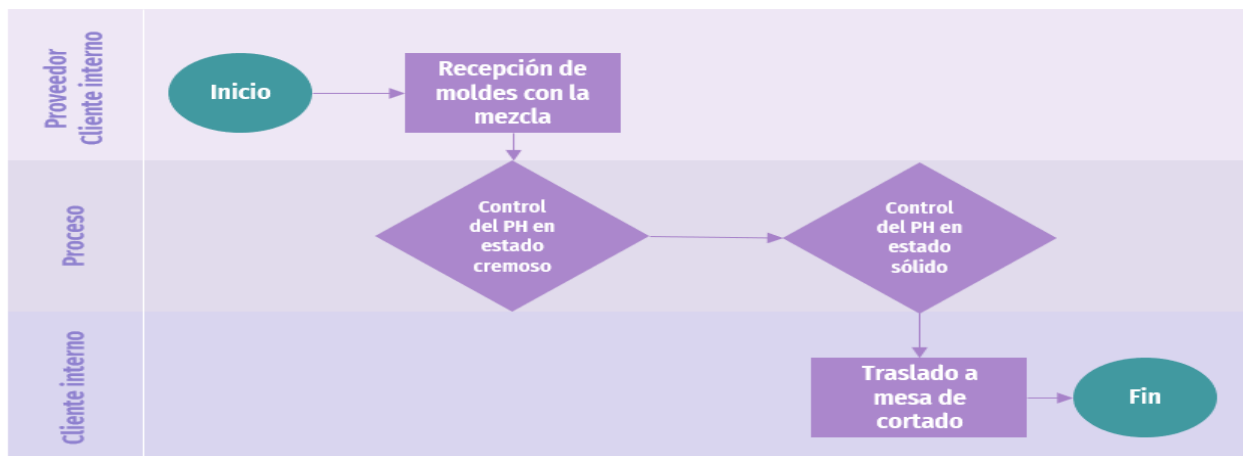 Proveedor
Cliente interno
Inicio
Recepción de
moldes con la
mezcla
Proceso
Control
del PH en
estado
cremoso
Control
del PH en
estado
sólido
Cliente interno
Traslado a
mesa de
cortado
Fin